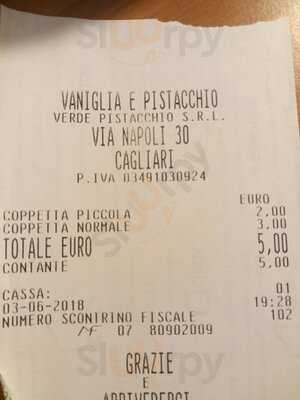 VANIGLIA E PISTACCHIO
VERDE PISTACCHIO S.R.L.
VIA NAPOLI 30
CAGLIARI
P.IVA 03491030924
EURO
COPPETTA PICCOLA 2,00
COPPETTA NORMALE 3,00
TOTALE EURO 5,00
CONTANTE 5,00
CASSA: 01
03-06-2018 19:28
NUMERO SCONTRINO FISCALE 102
MF 07 80902009
GRAZIE
E
ARRIVEDERCI